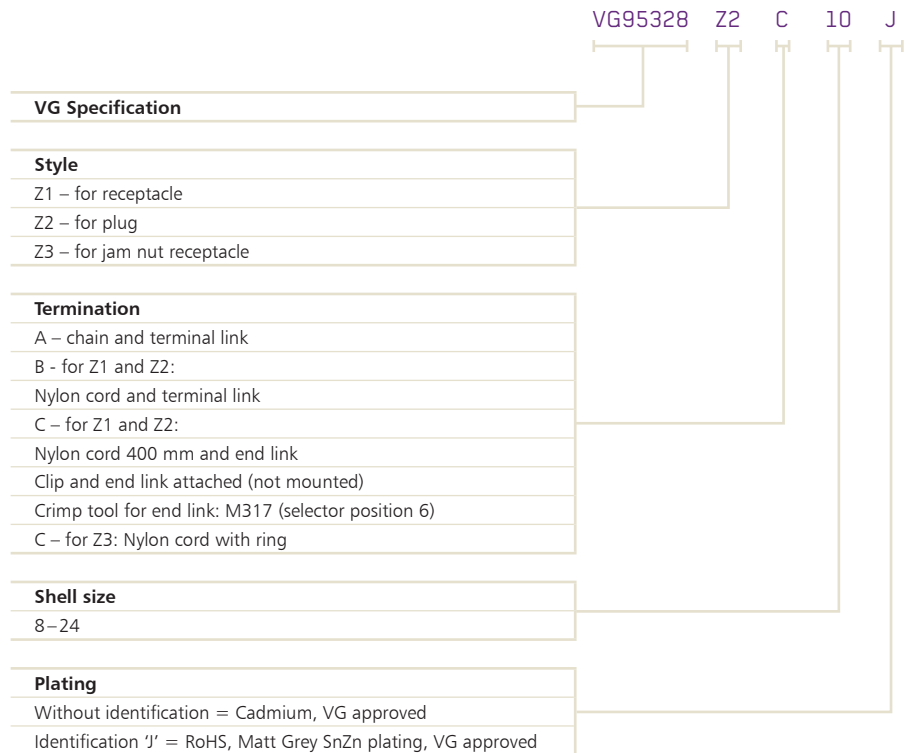 VG95328 Z2 C 10 J
VG Specification
Style
Z1 – for receptacle
Z2 – for plug
Z3 – for jam nut receptacle
Termination
A – chain and terminal link
B - for Z1 and Z2:
Nylon cord and terminal link
C – for Z1 and Z2:
Nylon cord 400 mm and end link
Clip and end link attached (not mounted)
Crimp tool for end link: M317 (selector position 6)
C – for Z3: Nylon cord with ring
Shell size
8–24
Plating
Without identification = Cadmium, VG approved
Identification ‘J’ = RoHS, Matt Grey SnZn plating, VG approved